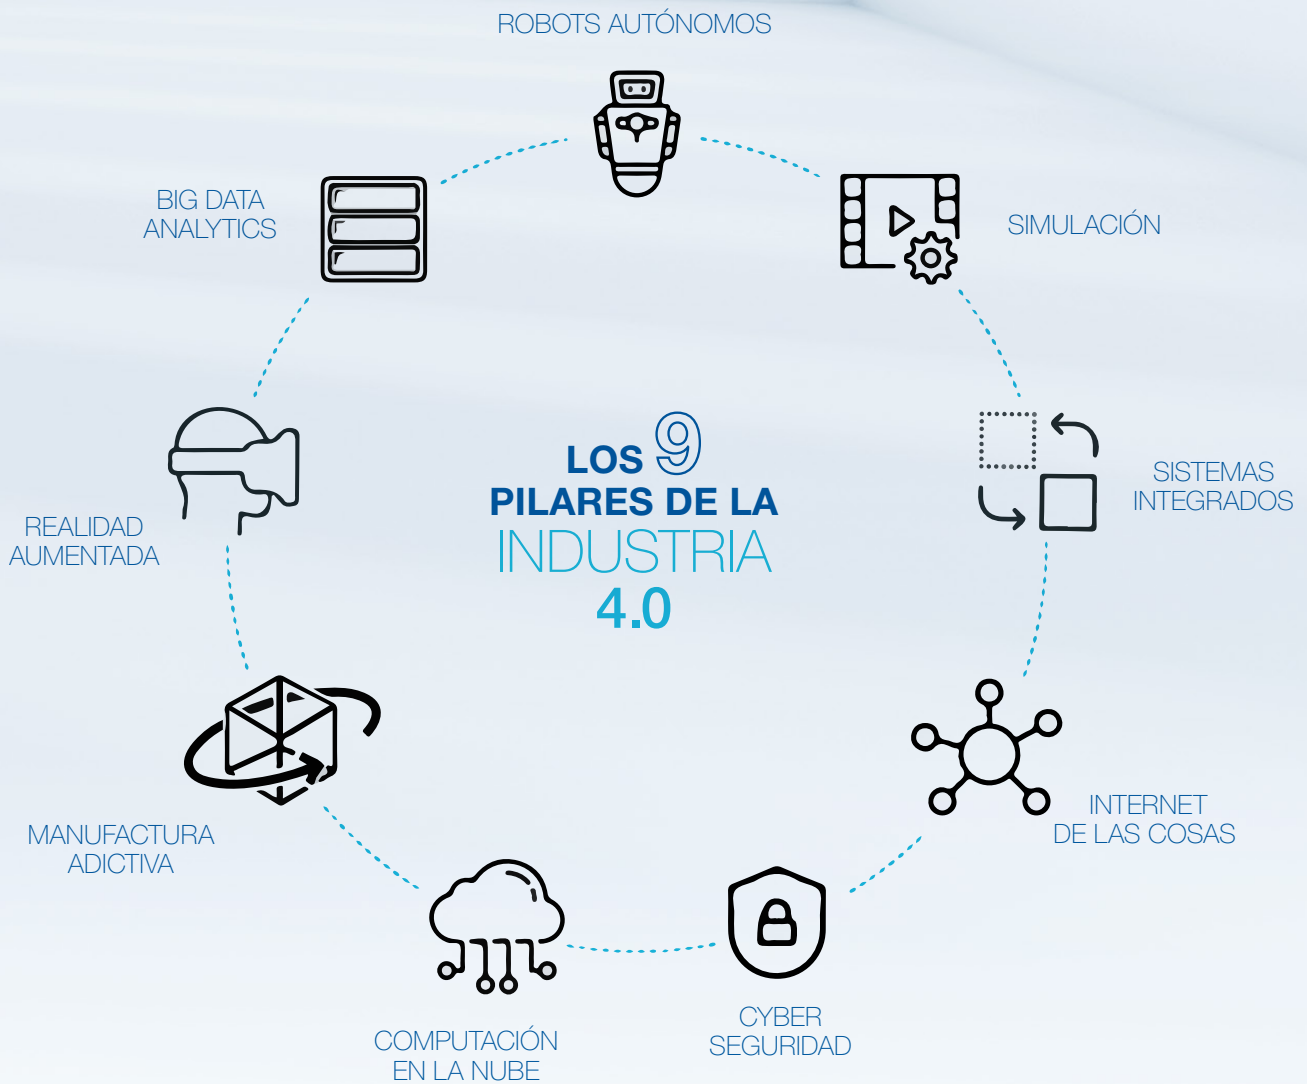 ROBOTS AUTÓNOMOS
BIG DATA
ANALYTICS
SIMULACIÓN
LOS 9
PILARES DE LA
INDUSTRIA
4.0
SISTEMAS
INTEGRADOS
REALIDAD
AUMENTADA
INTERNET
DE LAS COSAS
MANUFACTURA
ADICTIVA
CYBER
SEGURIDAD
COMPUTACIÓN
EN LA NUBE